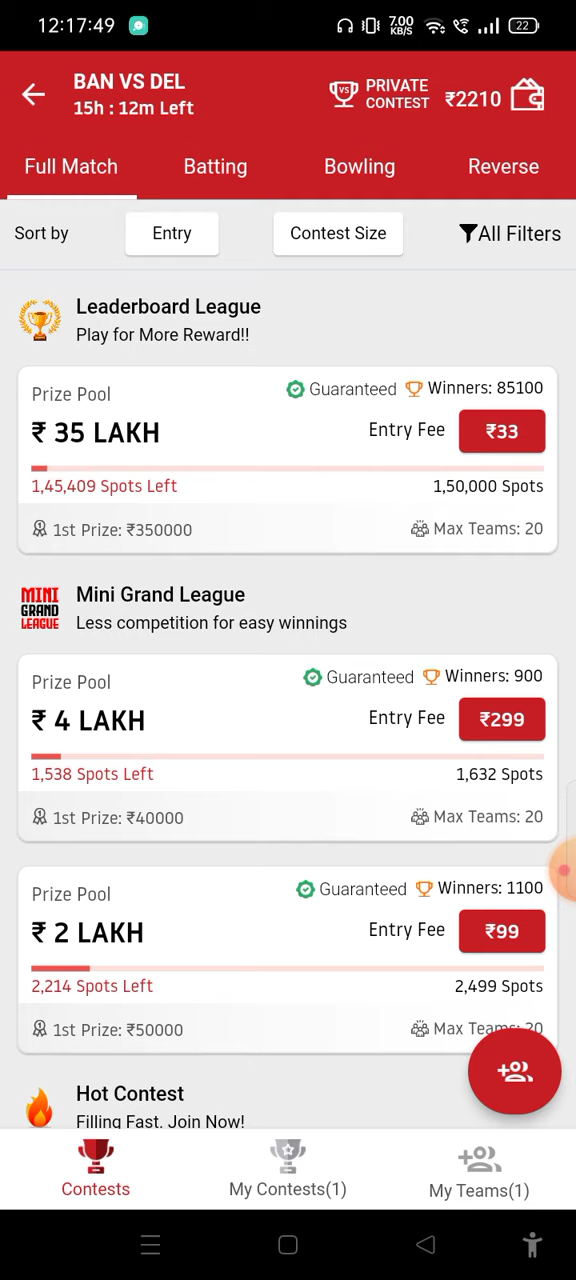 12:17:49 7.00 KB/S 22
BAN VS DEL
15h : 12m Left
VS PRIVATE CONTEST ₹2210
Full Match Batting Bowling Reverse
Sort by Entry Contest Size All Filters
Leaderboard League
Play for More Reward!!
Prize Pool Guaranteed Winners: 85100
₹ 35 LAKH Entry Fee ₹33
1,45,409 Spots Left 1,50,000 Spots
1st Prize: ₹350000 Max Teams: 20
MINI GRAND LEAGUE
Mini Grand League
Less competition for easy winnings
Prize Pool Guaranteed Winners: 900
₹ 4 LAKH Entry Fee ₹299
1,538 Spots Left 1,632 Spots
1st Prize: ₹40000 Max Teams: 20
Prize Pool Guaranteed Winners: 1100
₹ 2 LAKH Entry Fee ₹99
2,214 Spots Left 2,499 Spots
1st Prize: ₹50000 Max Teams: 20
Hot Contest
Filling Fast. Join Now!
Contests My Contests(1) My Teams(1)